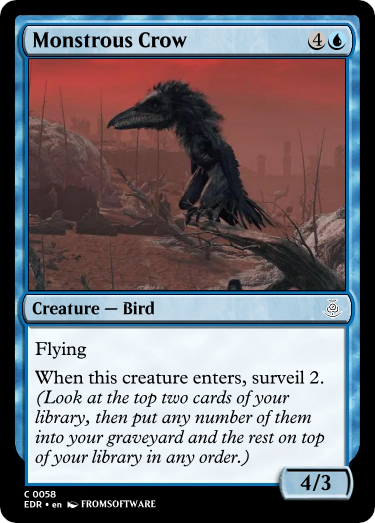 Monstrous Crow 4
Creature — Bird
Flying
When this creature enters, surveil 2.
(Look at the top two cards of your
library, then put any number of them
into your graveyard and the rest on top
of your library in any order.)
4/3
C 0058
EDR • en FROMSOFTWARE